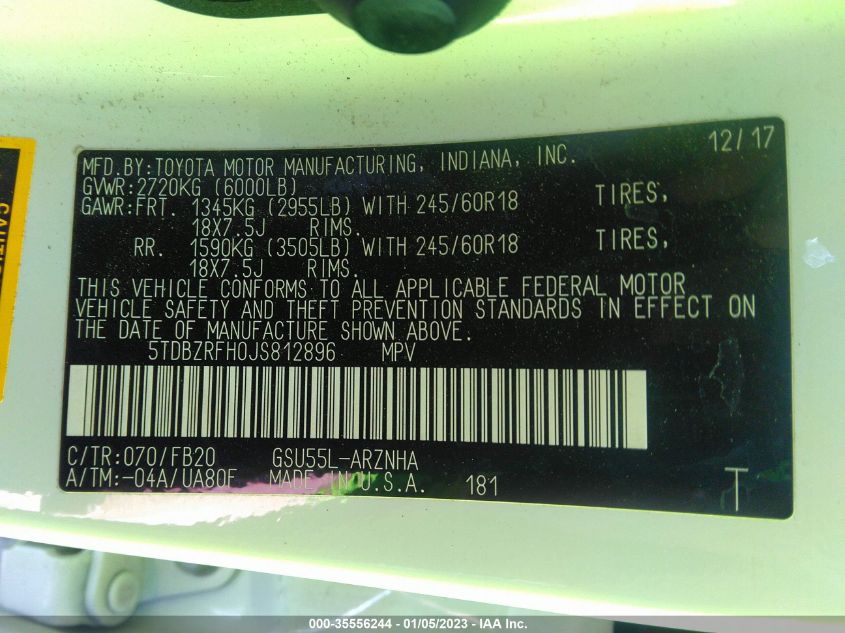 12/17
MFD.BY:TOYOTA MOTOR MANUFACTURING, INDIANA, INC.
GVWR:2720KG (6000LB)
GAWR:FRT. 1345KG (2955LB) WITH 245/60R18 TIRES,
18X7.5J RIMS.
RR. 1590KG (3505LB) WITH 245/60R18 TIRES,
18X7.5J RIMS.
THIS VEHICLE CONFORMS TO ALL APPLICABLE FEDERAL MOTOR
VEHICLE SAFETY AND THEFT PREVENTION STANDARDS IN EFFECT ON
THE DATE OF MANUFACTURE SHOWN ABOVE.
5TDBZRFH0JS812896 MPV
C/TR:070/FB20 GSU55L-ARZNHA
A/TM:-04A/UA80F MADE IN U.S.A. 181
T
000-35556244 - 01/05/2023 - IAA Inc.